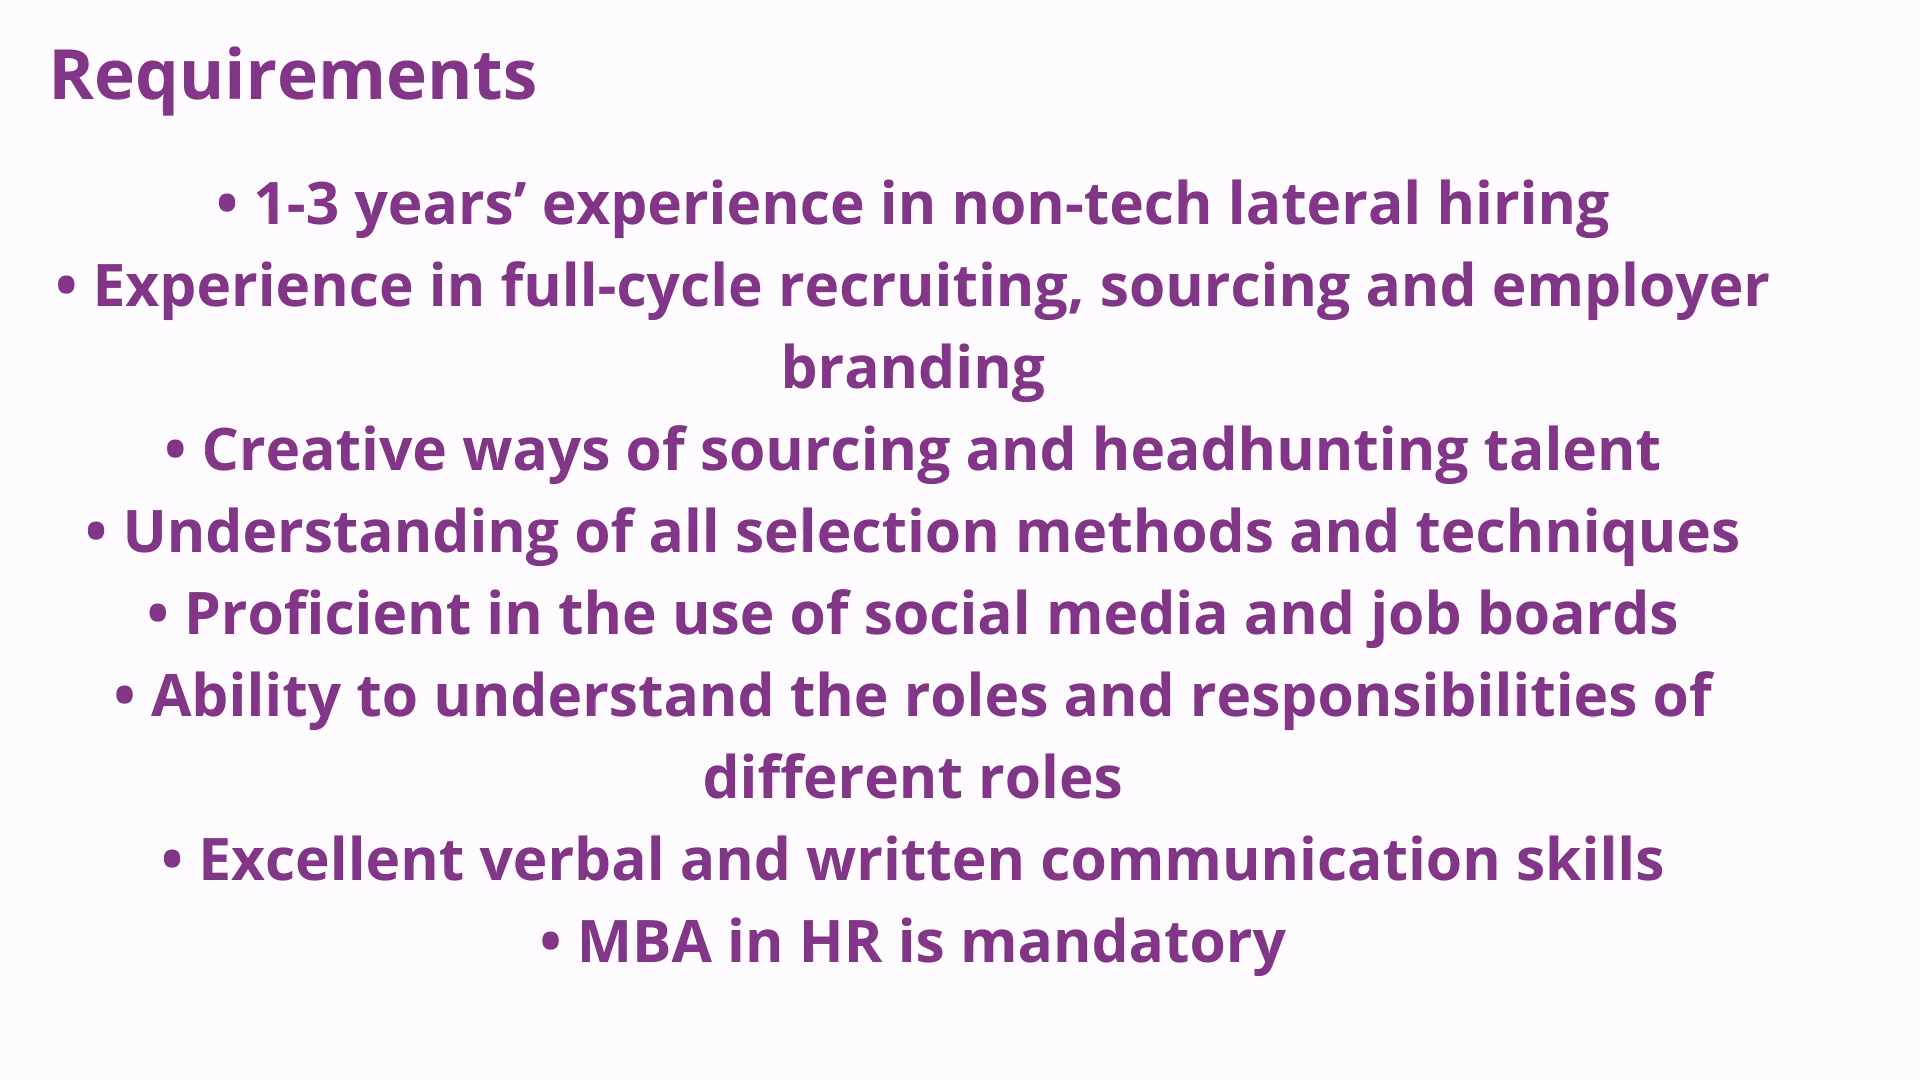 Requirements
• 1-3 years’ experience in non-tech lateral hiring
• Experience in full-cycle recruiting, sourcing and employer
branding
• Creative ways of sourcing and headhunting talent
• Understanding of all selection methods and techniques
• Proficient in the use of social media and job boards
• Ability to understand the roles and responsibilities of
different roles
• Excellent verbal and written communication skills
• MBA in HR is mandatory